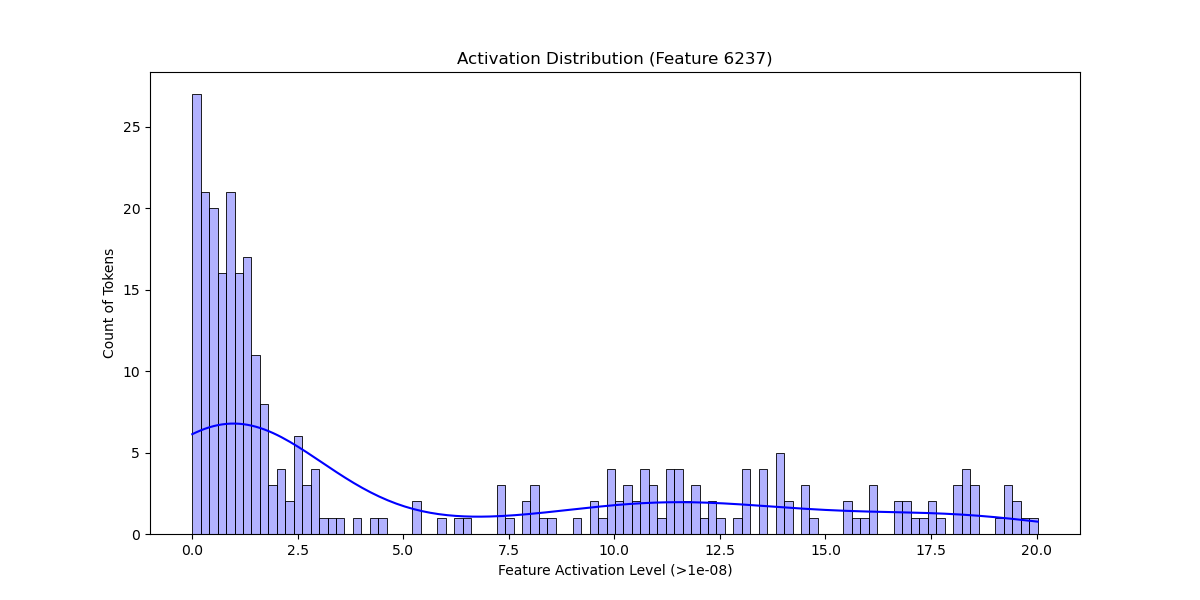 Activation Distribution (Feature 6237)
25
20
15
10
5
0
Count of Tokens
0.0 2.5 5.0 7.5 10.0 12.5 15.0 17.5 20.0
Feature Activation Level (>1e-08)